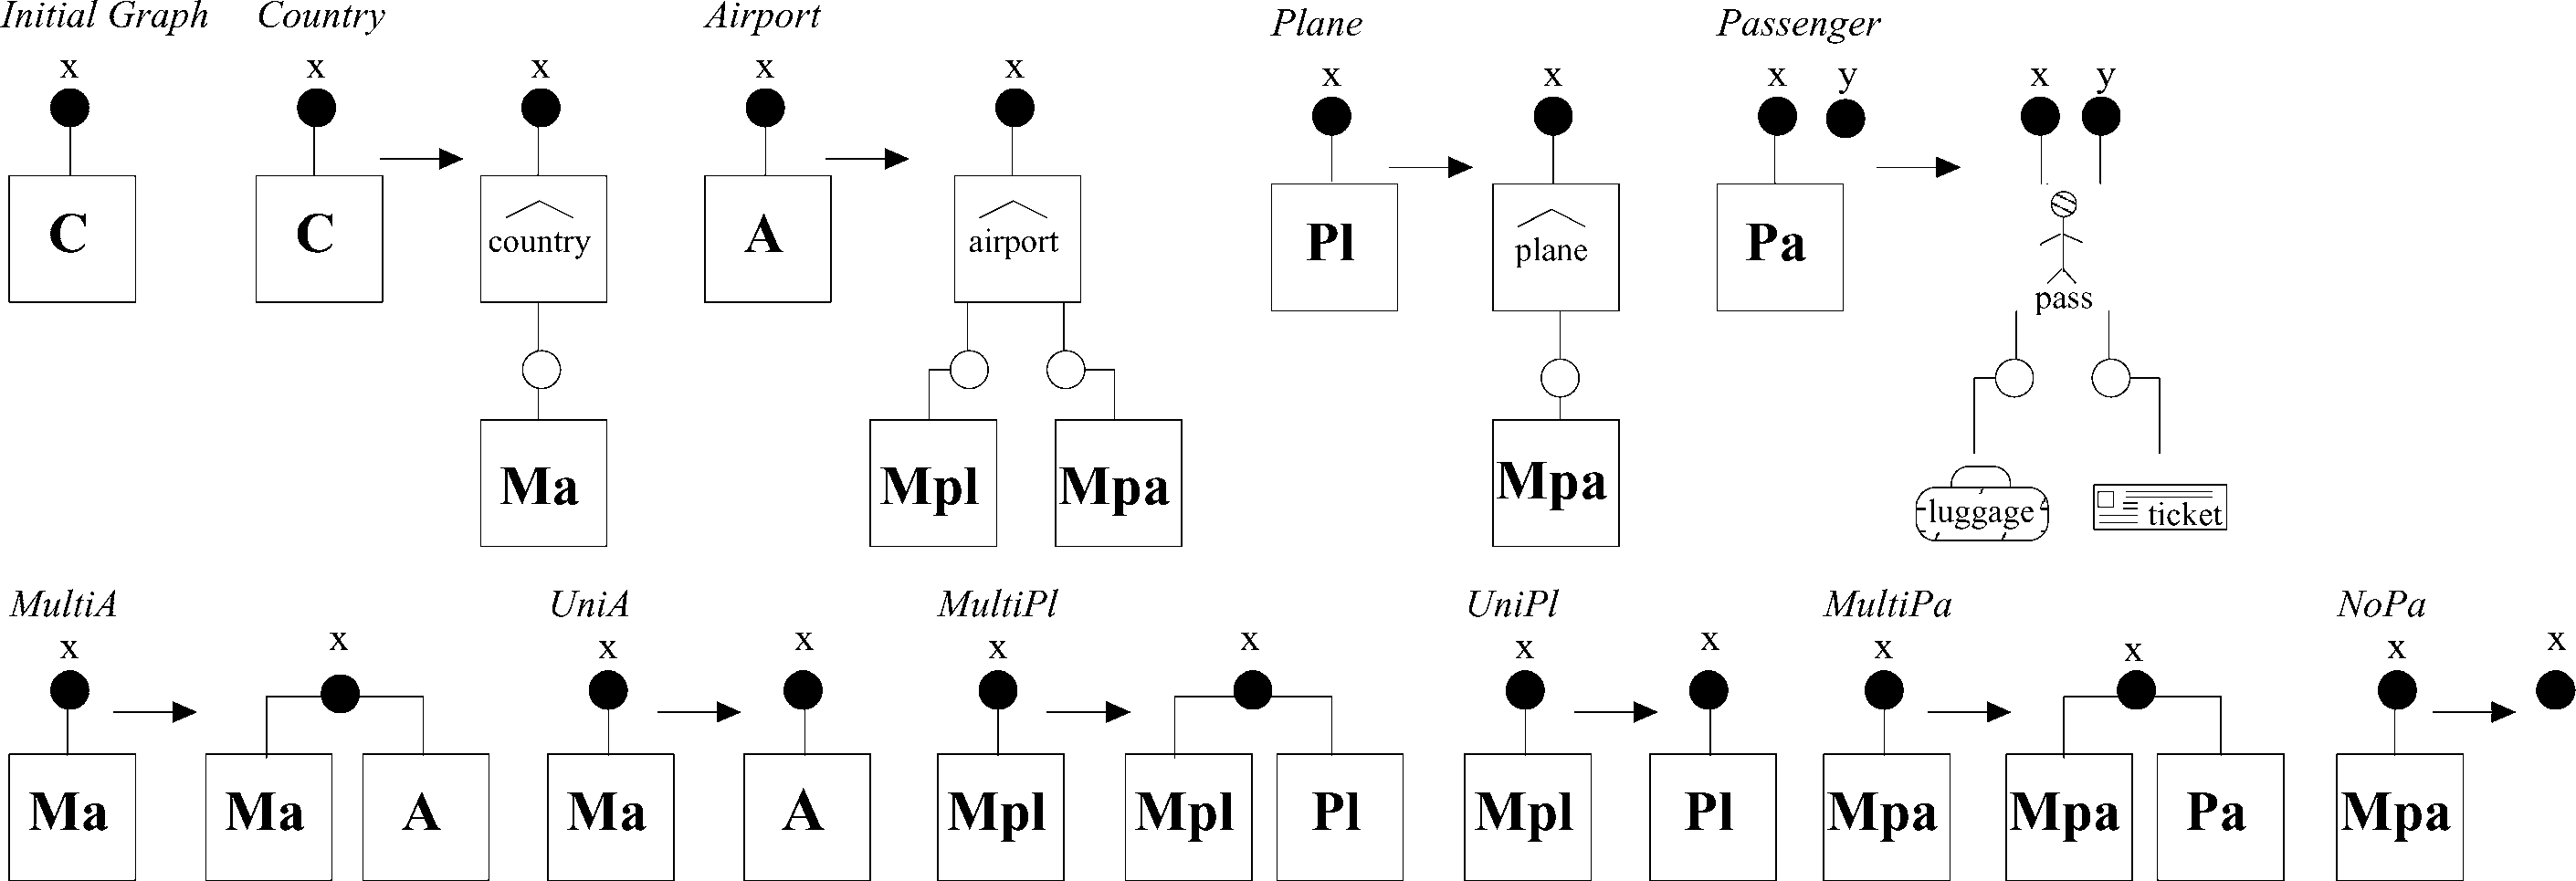 Initial Graph Country Airport Plane Passenger
x x x x x x x x y x y
C C country A airport Pl plane Pa pass
Ma Mpl Mpa Mpa luggage ticket
MultiA UniA MultiPl UniPl MultiPa NoPa
x x x x x x x x x x x x
Ma Ma A Ma A Mpl Mpl Pl Mpl Pl Mpa Mpa Pa Mpa